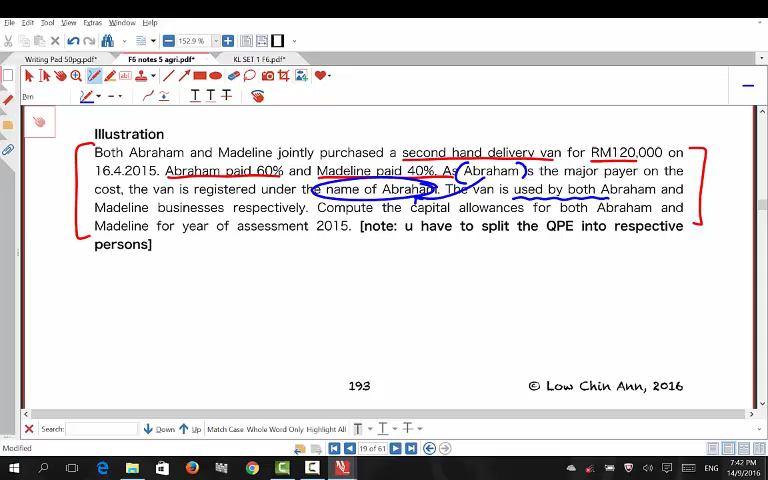 File Edit Tool View Extras Window Help
152.9%
Writing Pad 50pg.pdf* F6 notes 5 agri.pdf* KL SET 1 F6.pdf*
Pen
Illustration
Both Abraham and Madeline jointly purchased a second hand delivery van for RM120,000 on
16.4.2015. Abraham paid 60% and Madeline paid 40%. As Abraham is the major payer on the
cost, the van is registered under the name of Abraham. The van is used by both Abraham and
Madeline businesses respectively. Compute the capital allowances for both Abraham and
Madeline for year of assessment 2015. [note: u have to split the QPE into respective
persons]
193 © Low Chin Ann, 2016
Search: Down Up Match Case Whole Word Only Highlight All
Modified 19 of 61
ENG 7:42 PM
14/9/2016